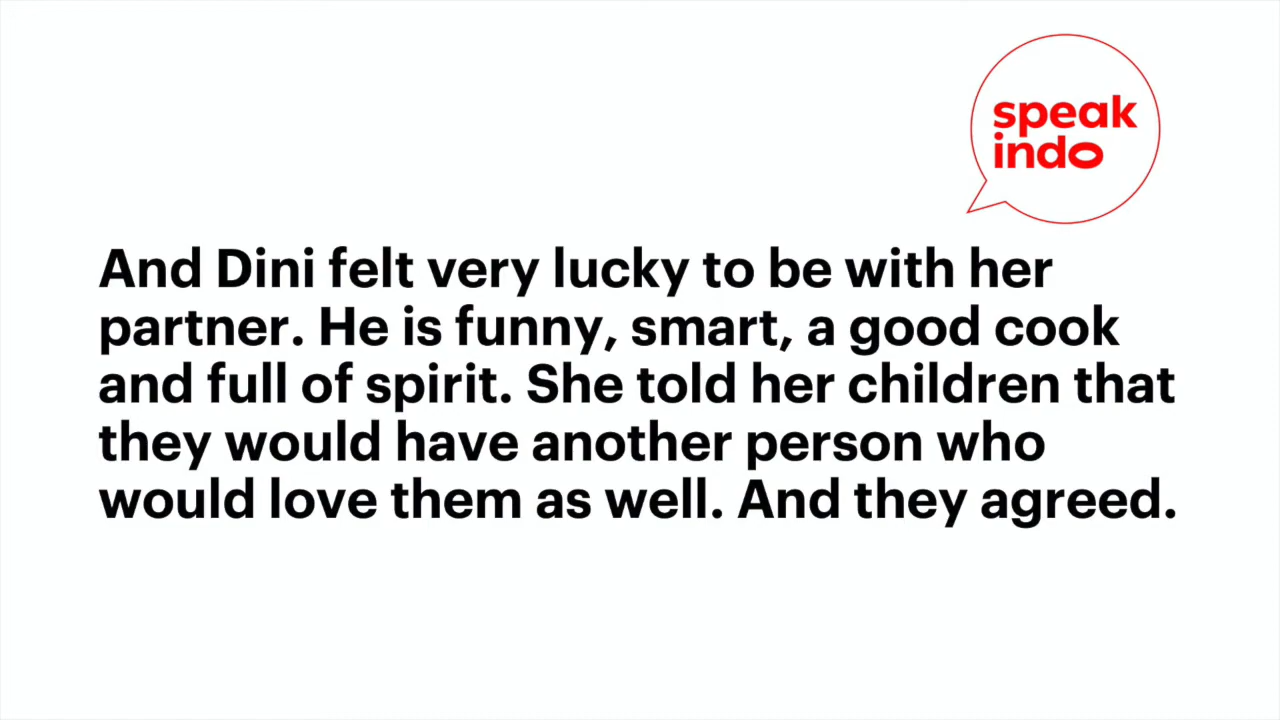 speak
indo
And Dini felt very lucky to be with her
partner. He is funny, smart, a good cook
and full of spirit. She told her children that
they would have another person who
would love them as well. And they agreed.